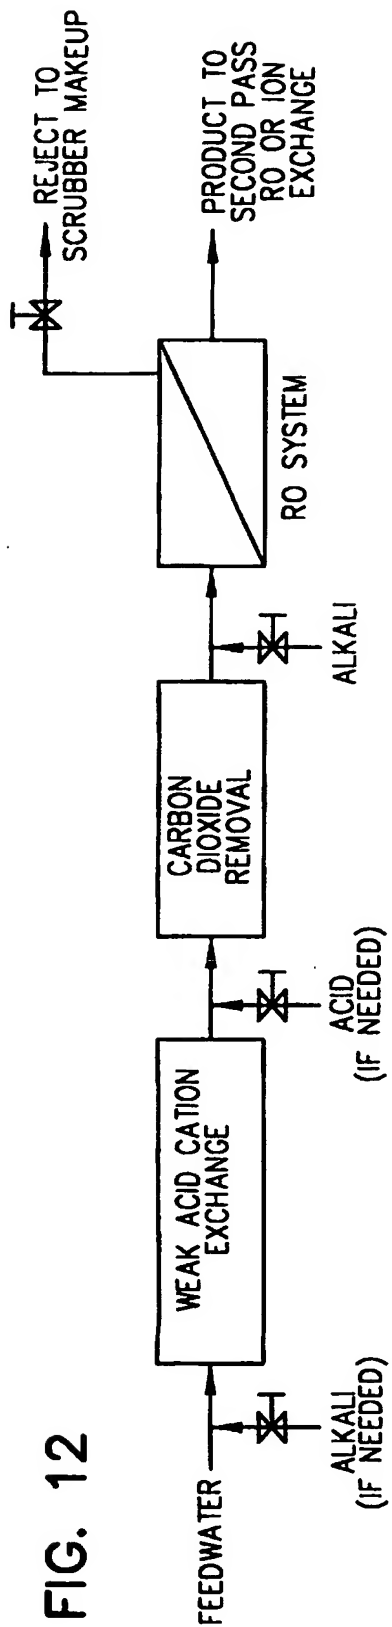 FIG. 12
FEEDWATER
ALKALI
(IF NEEDED)
WEAK ACID CATION
EXCHANGE
ACID
(IF NEEDED)
CARBON
DIOXIDE
REMOVAL
ALKALI
RO SYSTEM
REJECT TO
SCRUBBER MAKEUP
PRODUCT TO
SECOND PASS
RO OR ION
EXCHANGE